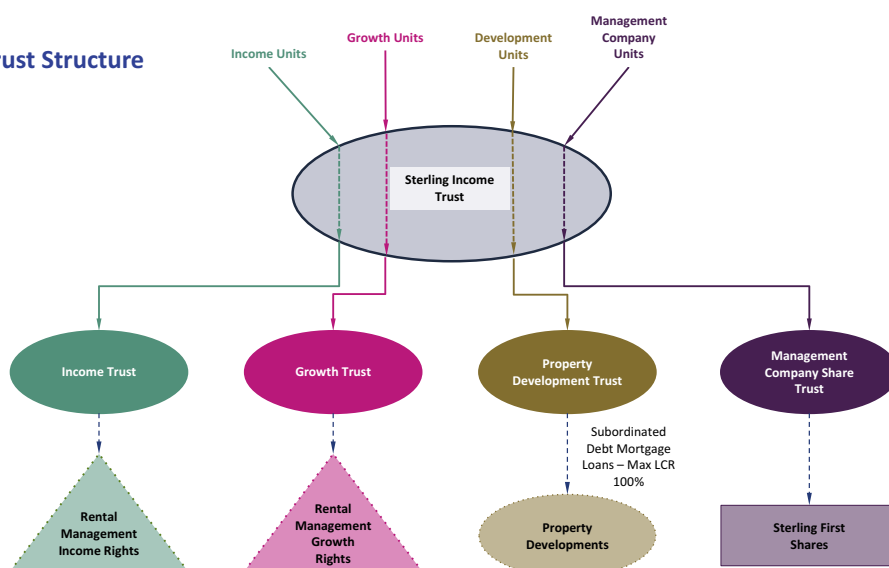 rust Structure
Income Units
Growth Units
Development
Units
Management
Company
Units
Sterling Income
Trust
Income Trust
Growth Trust
Property
Development Trust
Management
Company Share
Trust
Subordinated
Debt Mortgage
Loans – Max LCR
100%
Rental
Management
Income Rights
Rental
Management
Growth
Rights
Property
Developments
Sterling First
Shares